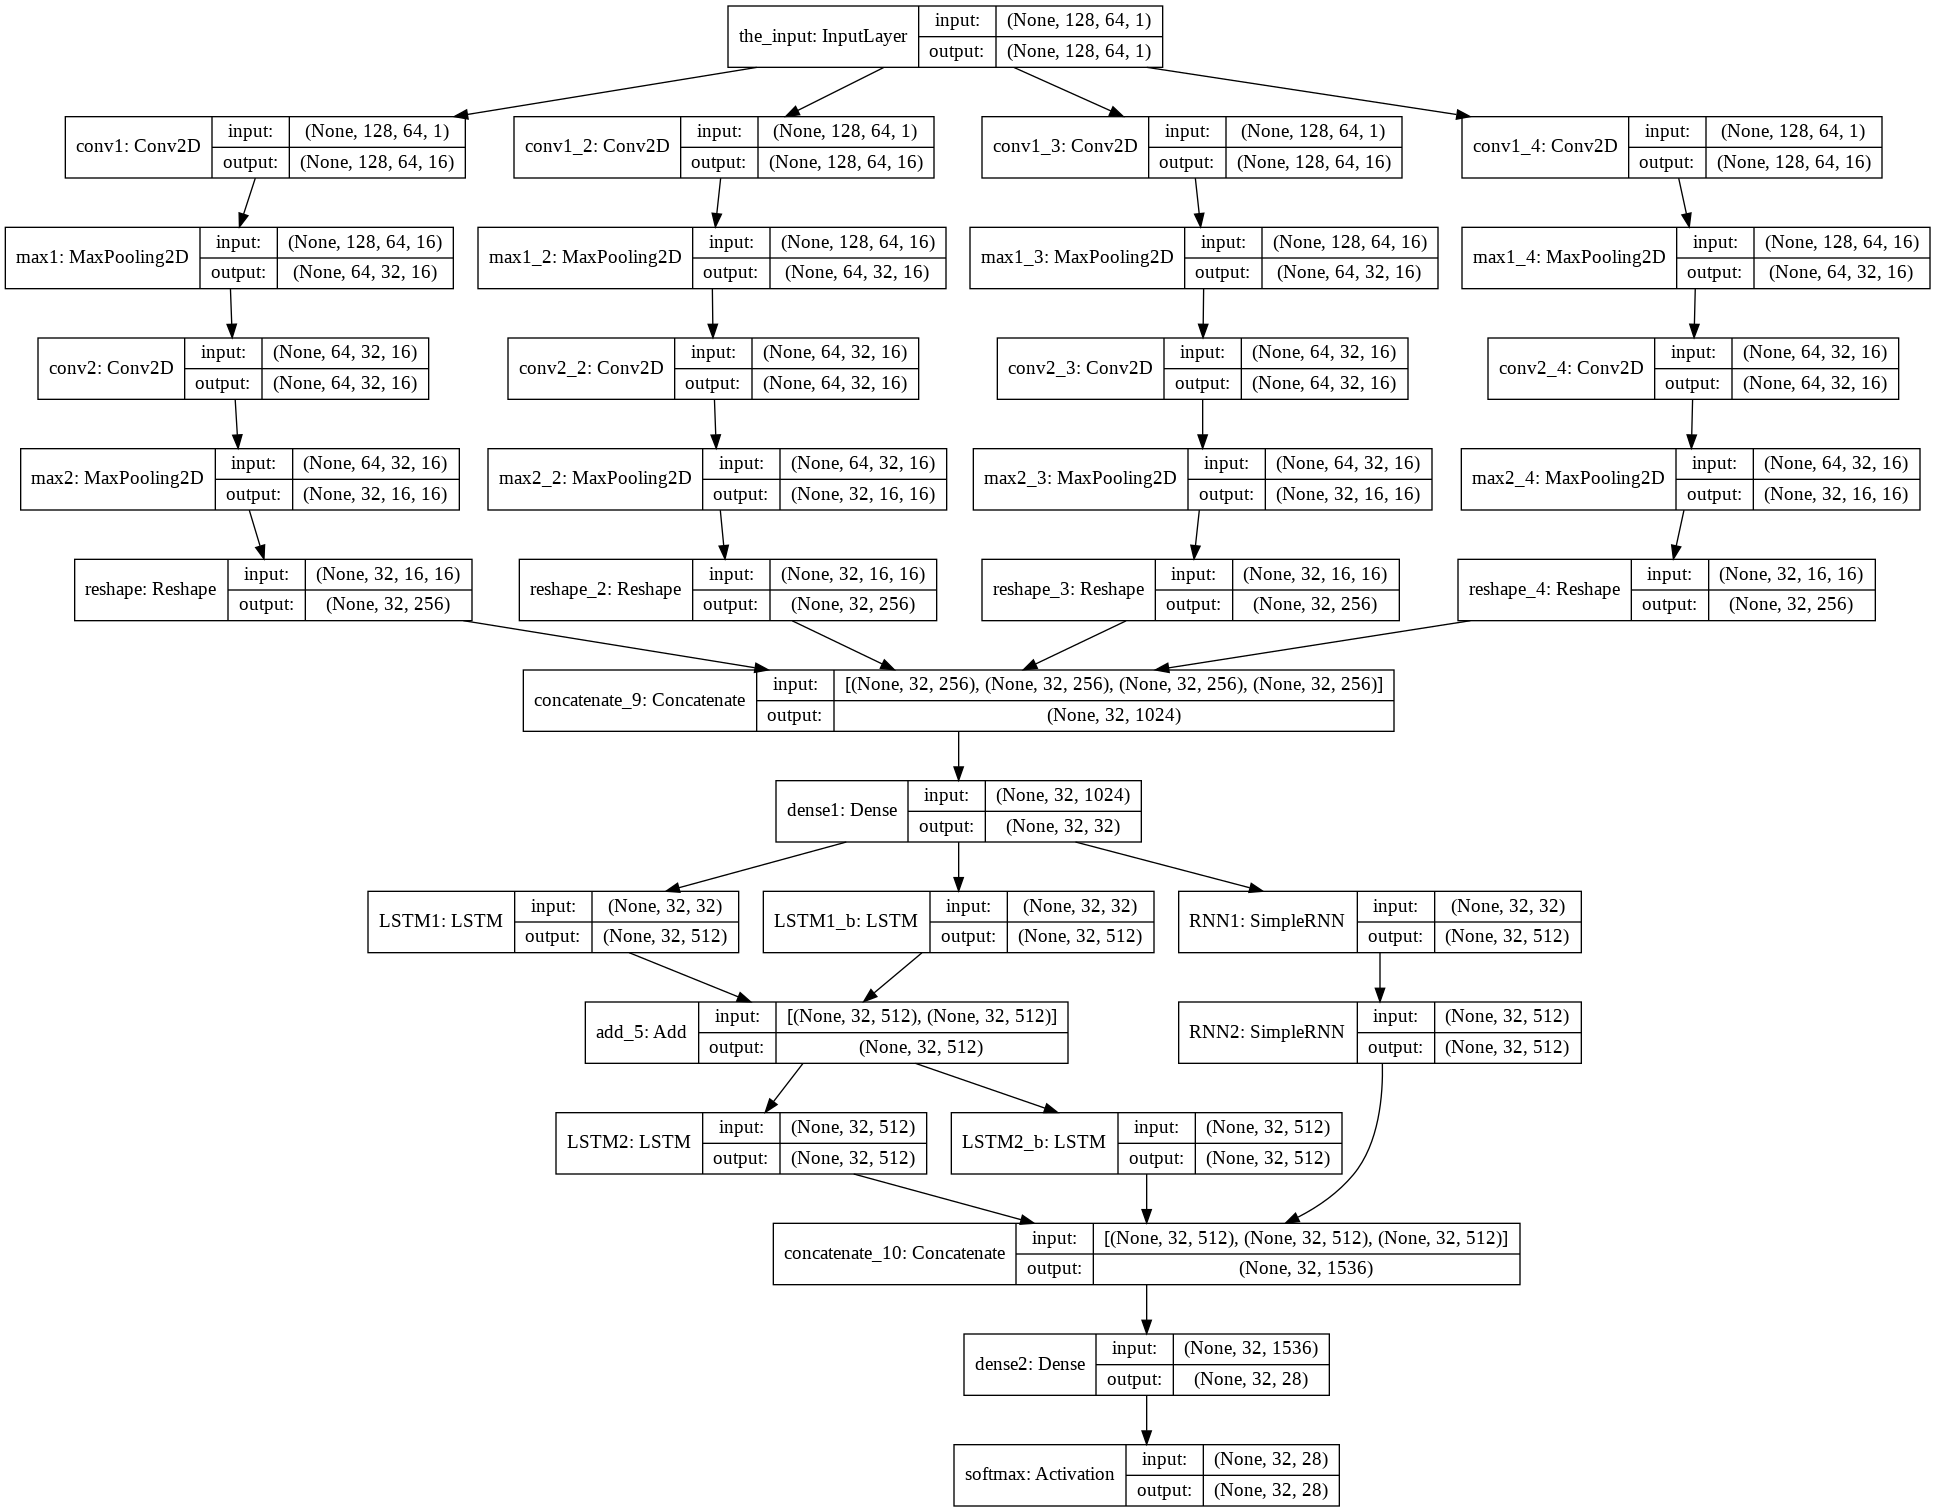 the_input: InputLayer
input: (None, 128, 64, 1)
output: (None, 128, 64, 1)
conv1: Conv2D
input: (None, 128, 64, 1)
output: (None, 128, 64, 16)
conv1_2: Conv2D
input: (None, 128, 64, 1)
output: (None, 128, 64, 16)
conv1_3: Conv2D
input: (None, 128, 64, 1)
output: (None, 128, 64, 16)
conv1_4: Conv2D
input: (None, 128, 64, 1)
output: (None, 128, 64, 16)
max1: MaxPooling2D
input: (None, 128, 64, 16)
output: (None, 64, 32, 16)
max1_2: MaxPooling2D
input: (None, 128, 64, 16)
output: (None, 64, 32, 16)
max1_3: MaxPooling2D
input: (None, 128, 64, 16)
output: (None, 64, 32, 16)
max1_4: MaxPooling2D
input: (None, 128, 64, 16)
output: (None, 64, 32, 16)
conv2: Conv2D
input: (None, 64, 32, 16)
output: (None, 64, 32, 16)
conv2_2: Conv2D
input: (None, 64, 32, 16)
output: (None, 64, 32, 16)
conv2_3: Conv2D
input: (None, 64, 32, 16)
output: (None, 64, 32, 16)
conv2_4: Conv2D
input: (None, 64, 32, 16)
output: (None, 64, 32, 16)
max2: MaxPooling2D
input: (None, 64, 32, 16)
output: (None, 32, 16, 16)
max2_2: MaxPooling2D
input: (None, 64, 32, 16)
output: (None, 32, 16, 16)
max2_3: MaxPooling2D
input: (None, 64, 32, 16)
output: (None, 32, 16, 16)
max2_4: MaxPooling2D
input: (None, 64, 32, 16)
output: (None, 32, 16, 16)
reshape: Reshape
input: (None, 32, 16, 16)
output: (None, 32, 256)
reshape_2: Reshape
input: (None, 32, 16, 16)
output: (None, 32, 256)
reshape_3: Reshape
input: (None, 32, 16, 16)
output: (None, 32, 256)
reshape_4: Reshape
input: (None, 32, 16, 16)
output: (None, 32, 256)
concatenate_9: Concatenate
input: [(None, 32, 256), (None, 32, 256), (None, 32, 256), (None, 32, 256)]
output: (None, 32, 1024)
dense1: Dense
input: (None, 32, 1024)
output: (None, 32, 32)
LSTM1: LSTM
input: (None, 32, 32)
output: (None, 32, 512)
LSTM1_b: LSTM
input: (None, 32, 32)
output: (None, 32, 512)
RNN1: SimpleRNN
input: (None, 32, 32)
output: (None, 32, 512)
add_5: Add
input: [(None, 32, 512), (None, 32, 512)]
output: (None, 32, 512)
RNN2: SimpleRNN
input: (None, 32, 512)
output: (None, 32, 512)
LSTM2: LSTM
input: (None, 32, 512)
output: (None, 32, 512)
LSTM2_b: LSTM
input: (None, 32, 512)
output: (None, 32, 512)
concatenate_10: Concatenate
input: [(None, 32, 512), (None, 32, 512), (None, 32, 512)]
output: (None, 32, 1536)
dense2: Dense
input: (None, 32, 1536)
output: (None, 32, 28)
softmax: Activation
input: (None, 32, 28)
output: (None, 32, 28)